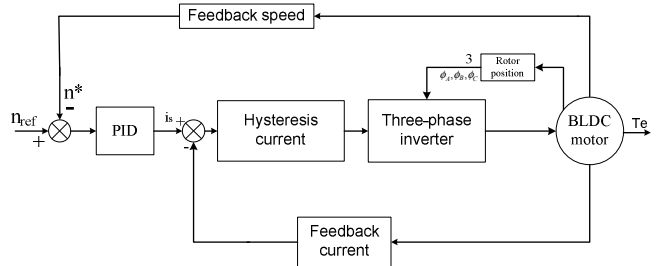 Feedback speed
3
ϕA,ϕB,ϕC
Rotor
position
n*
-
nref
+
PID
is
+
-
Hysteresis
current
Three-phase
inverter
BLDC
motor
Te
Feedback
current